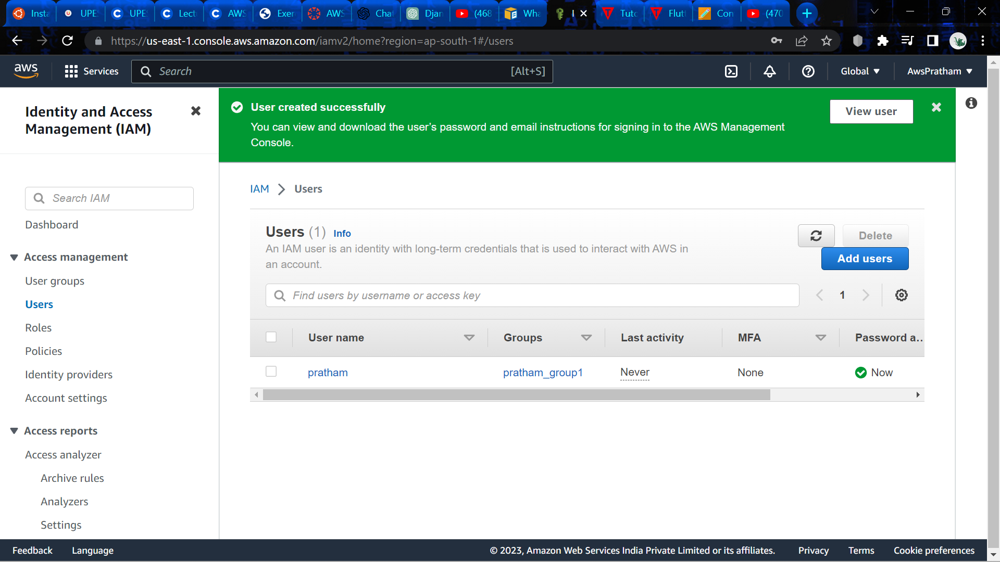 Insta
UPES
UPES
Lect
AWS
Exer
AWS
Chat
Djan
(468
Wha
I
Tuto
Flutt
Con
(470
https://us-east-1.console.aws.amazon.com/iamv2/home?region=ap-south-1#/users
aws
Services
Search
[Alt+S]
Global
AwsPratham
Identity and Access
Management (IAM)
Search IAM
Dashboard
Access management
User groups
Users
Roles
Policies
Identity providers
Account settings
Access reports
Access analyzer
Archive rules
Analyzers
Settings
User created successfully
You can view and download the user's password and email instructions for signing in to the AWS Management
Console.
View user
IAM > Users
Users (1) Info
An IAM user is an identity with long-term credentials that is used to interact with AWS in
an account.
Delete
Add users
Find users by username or access key
1
User name Groups Last activity MFA Password a...
pratham pratham_group1 Never None Now
Feedback Language © 2023, Amazon Web Services India Private Limited or its affiliates. Privacy Terms Cookie preferences